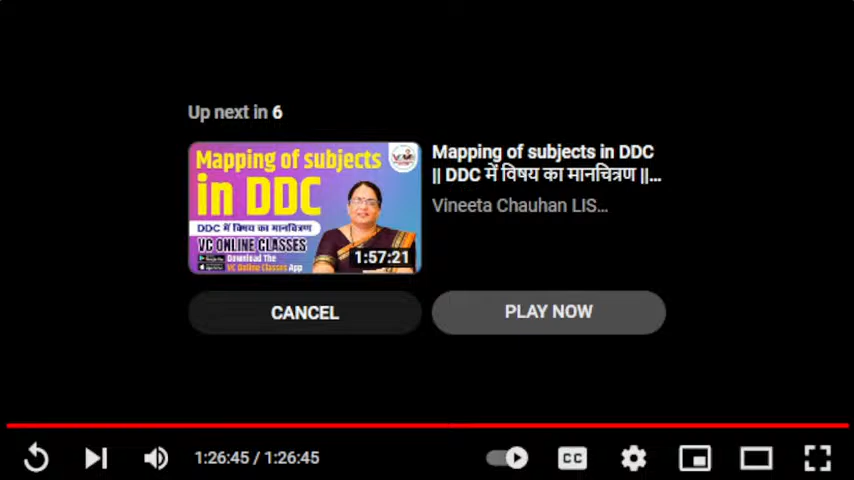 Up next in 6
Mapping of subjects
in DDC
DDC में विषय का मानचित्रण
VC ONLINE CLASSES
Download The
VC Online Classes App
1:57:21
Mapping of subjects in DDC
|| DDC में विषय का मानचित्रण ||...
Vineeta Chauhan LIS...
CANCEL
PLAY NOW
1:26:45 / 1:26:45
CC